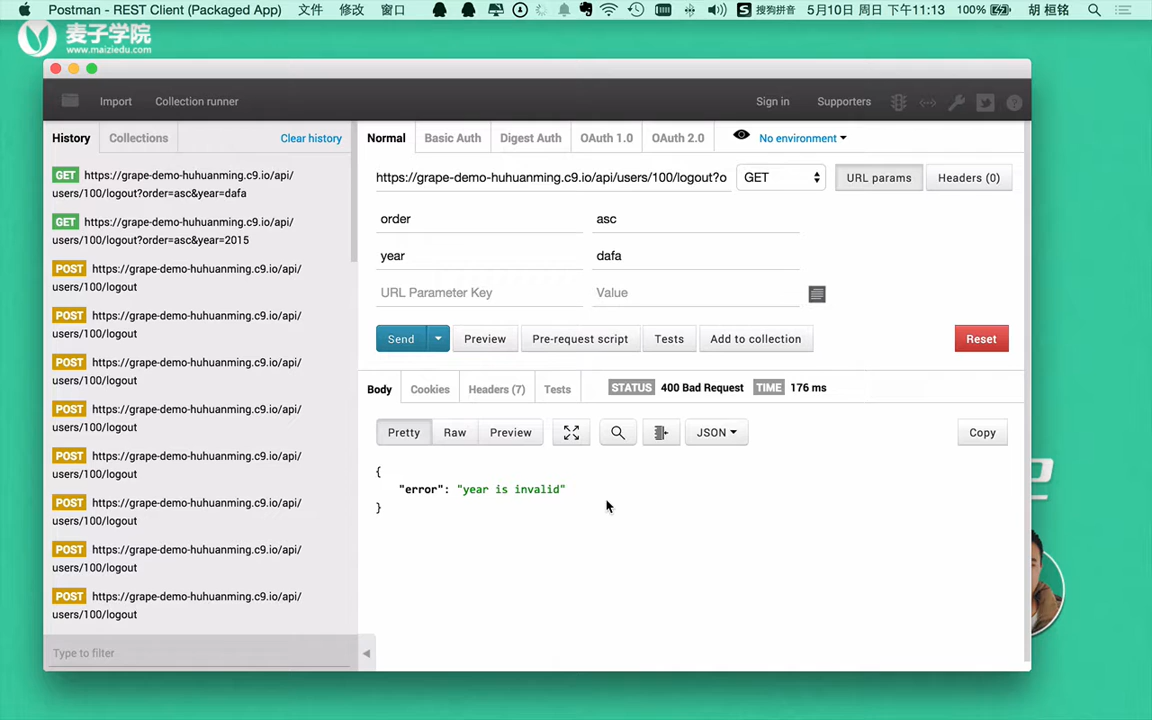 Postman - REST Client (Packaged App) 文件 修改 窗口 搜狗拼音 5月10日 周日 下午11:13 100% 胡 桓铭
麦子学院
www.maiziedu.com
Import Collection runner Sign in Supporters
History Collections Clear history
GET https://grape-demo-huhuanming.c9.io/api/
users/100/logout?order=asc&year=dafa
GET https://grape-demo-huhuanming.c9.io/api/
users/100/logout?order=asc&year=2015
POST https://grape-demo-huhuanming.c9.io/api/
users/100/logout
POST https://grape-demo-huhuanming.c9.io/api/
users/100/logout
POST https://grape-demo-huhuanming.c9.io/api/
users/100/logout
POST https://grape-demo-huhuanming.c9.io/api/
users/100/logout
POST https://grape-demo-huhuanming.c9.io/api/
users/100/logout
POST https://grape-demo-huhuanming.c9.io/api/
users/100/logout
POST https://grape-demo-huhuanming.c9.io/api/
users/100/logout
POST https://grape-demo-huhuanming.c9.io/api/
users/100/logout
Type to filter
Normal Basic Auth Digest Auth OAuth 1.0 OAuth 2.0 No environment
https://grape-demo-huhuanming.c9.io/api/users/100/logout?o GET URL params Headers (0)
order asc
year dafa
URL Parameter Key Value
Send Preview Pre-request script Tests Add to collection Reset
Body Cookies Headers (7) Tests STATUS 400 Bad Request TIME 176 ms
Pretty Raw Preview JSON Copy
{
"error": "year is invalid"
}